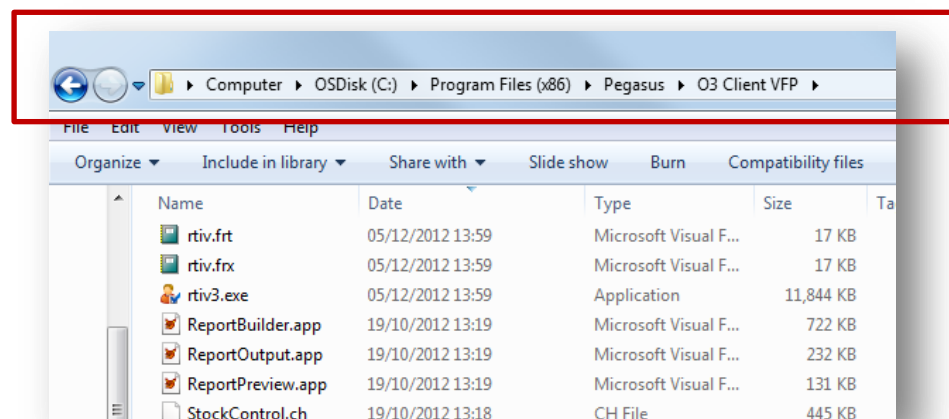 Computer ▸ OSDisk (C:) ▸ Program Files (x86) ▸ Pegasus ▸ O3 Client VFP ▸
File Edit View Tools Help
Organize ▾ Include in library ▾ Share with ▾ Slide show Burn Compatibility files
Name Date Type Size Ta
rtiv.frt 05/12/2012 13:59 Microsoft Visual F... 17 KB
rtiv.frx 05/12/2012 13:59 Microsoft Visual F... 17 KB
rtiv3.exe 05/12/2012 13:59 Application 11,844 KB
ReportBuilder.app 19/10/2012 13:19 Microsoft Visual F... 722 KB
ReportOutput.app 19/10/2012 13:19 Microsoft Visual F... 232 KB
ReportPreview.app 19/10/2012 13:19 Microsoft Visual F... 131 KB
StockControl.ch 19/10/2012 13:18 CH File 445 KB